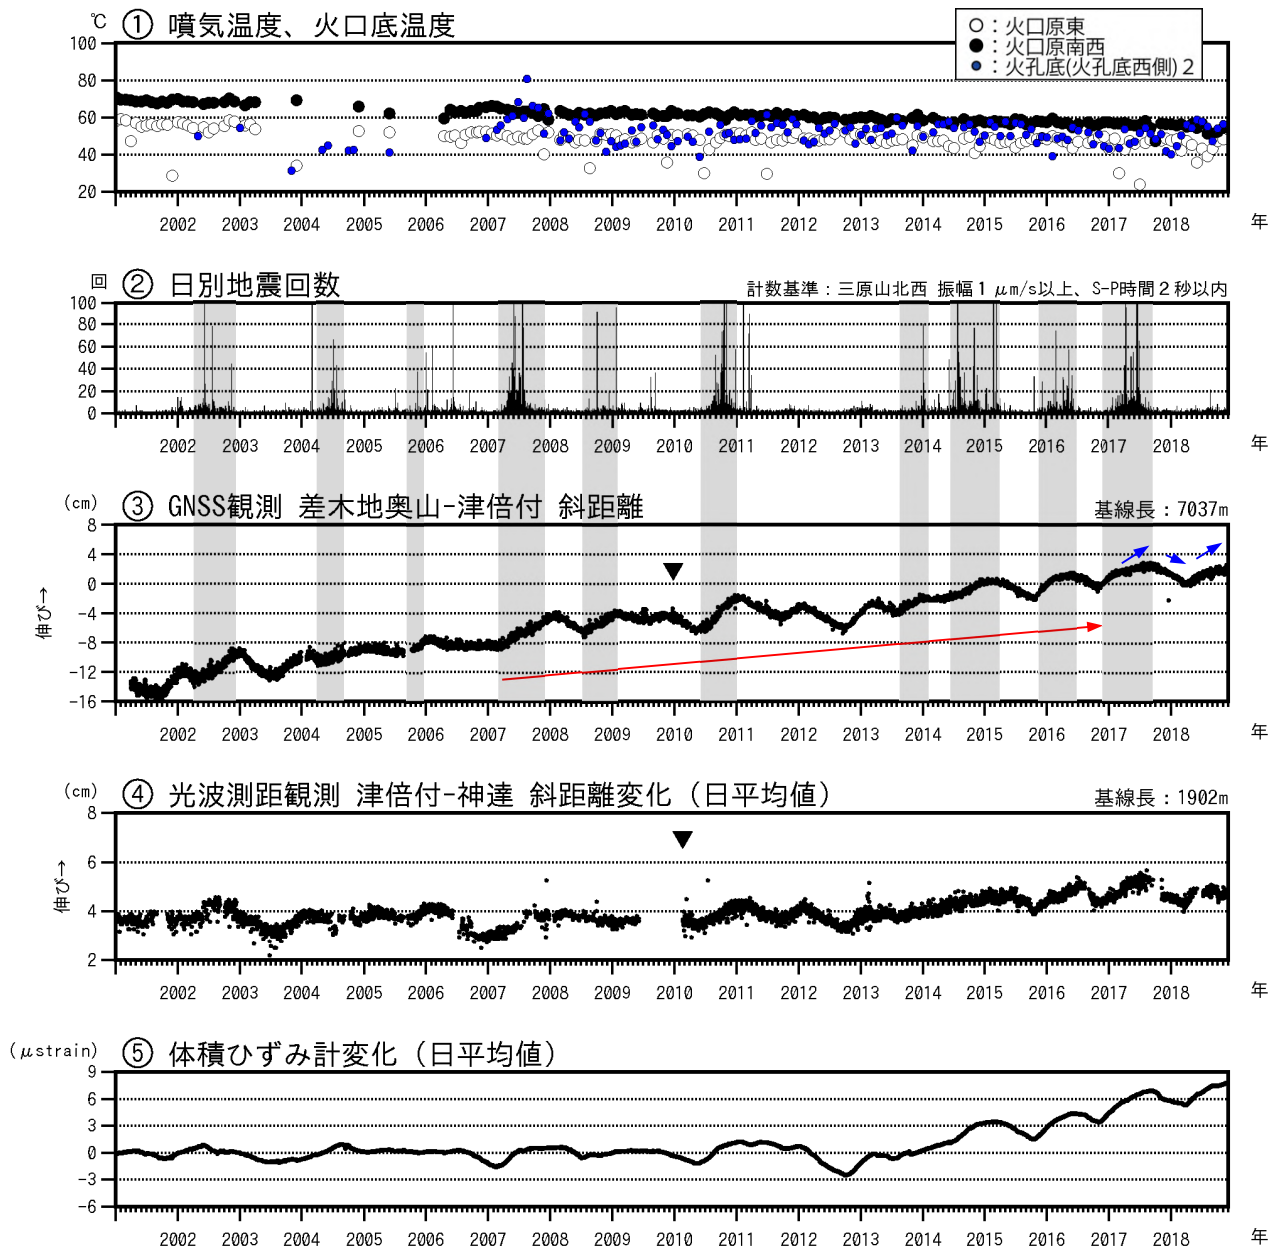 ℃ ① 噴気温度、火口底温度
○ : 火口原東
● : 火口原南西
● : 火孔底(火孔底西側)2
100
80
60
40
20
2002 2003 2004 2005 2006 2007 2008 2009 2010 2011 2012 2013 2014 2015 2016 2017 2018 年
回 ② 日別地震回数
計数基準：三原山北西 振幅1μm/s以上、S-P時間2秒以内
100
80
60
40
20
0
2002 2003 2004 2005 2006 2007 2008 2009 2010 2011 2012 2013 2014 2015 2016 2017 2018 年
(cm) ③ GNSS観測 差木地奥山-津倍付 斜距離 基線長：7037m
8
4
0
-4
-8
-12
-16
伸び→
2002 2003 2004 2005 2006 2007 2008 2009 2010 2011 2012 2013 2014 2015 2016 2017 2018 年
(cm) ④ 光波測距観測 津倍付-神達 斜距離変化（日平均値） 基線長：1902m
8
6
4
2
伸び→
2002 2003 2004 2005 2006 2007 2008 2009 2010 2011 2012 2013 2014 2015 2016 2017 2018 年
(μstrain) ⑤ 体積ひずみ計変化（日平均値）
9
6
3
0
-3
-6
2002 2003 2004 2005 2006 2007 2008 2009 2010 2011 2012 2013 2014 2015 2016 2017 2018 年